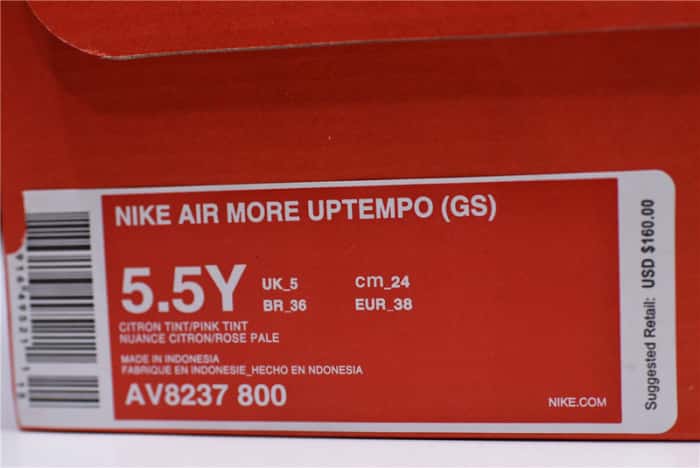 NIKE AIR MORE UPTEMPO (GS)
5.5Y
UK_5
cm_24
BR_36
EUR_38
CITRON TINT/PINK TINT
NUANCE CITRON/ROSE PALE
MADE IN INDONESIA
FABRIQUE EN INDONESIE_HECHO EN NDONESIA
AV8237 800
NIKE.COM
Suggested Retail: USD $160.00